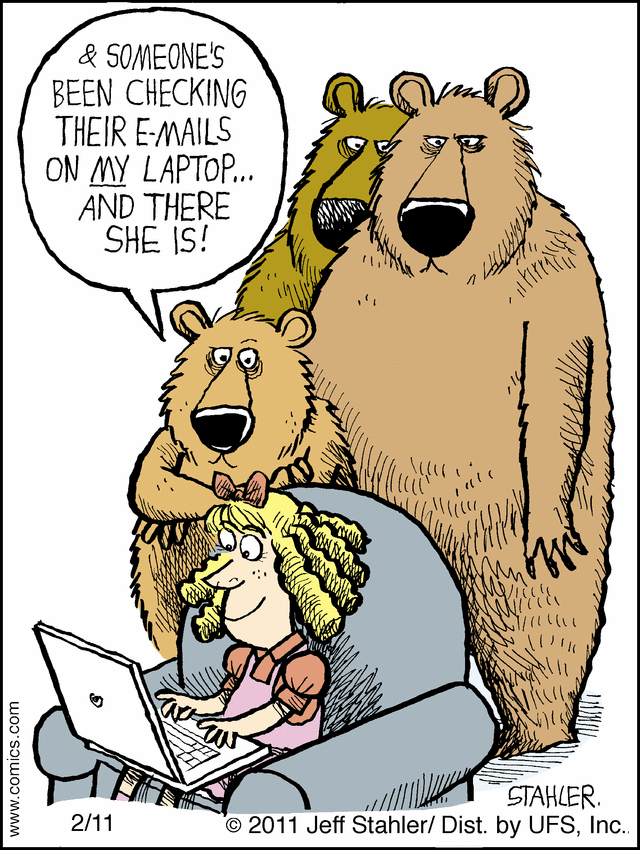 & SOMEONE'S
BEEN CHECKING
THEIR E-MAILS
ON MY LAPTOP...
AND THERE
SHE IS!
www.comics.com
STAHLER.
2/11
© 2011 Jeff Stahler/ Dist. by UFS, Inc.